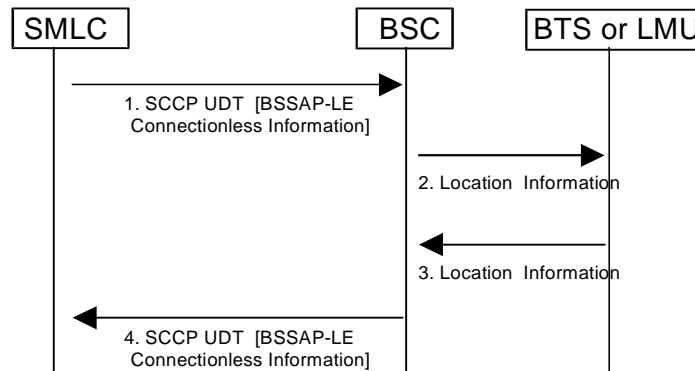 SMLC
BSC
BTS or LMU
1. SCCP UDT [BSSAP-LE
Connectionless Information]
2. Location Information
3. Location Information
4. SCCP UDT [BSSAP-LE
Connectionless Information]